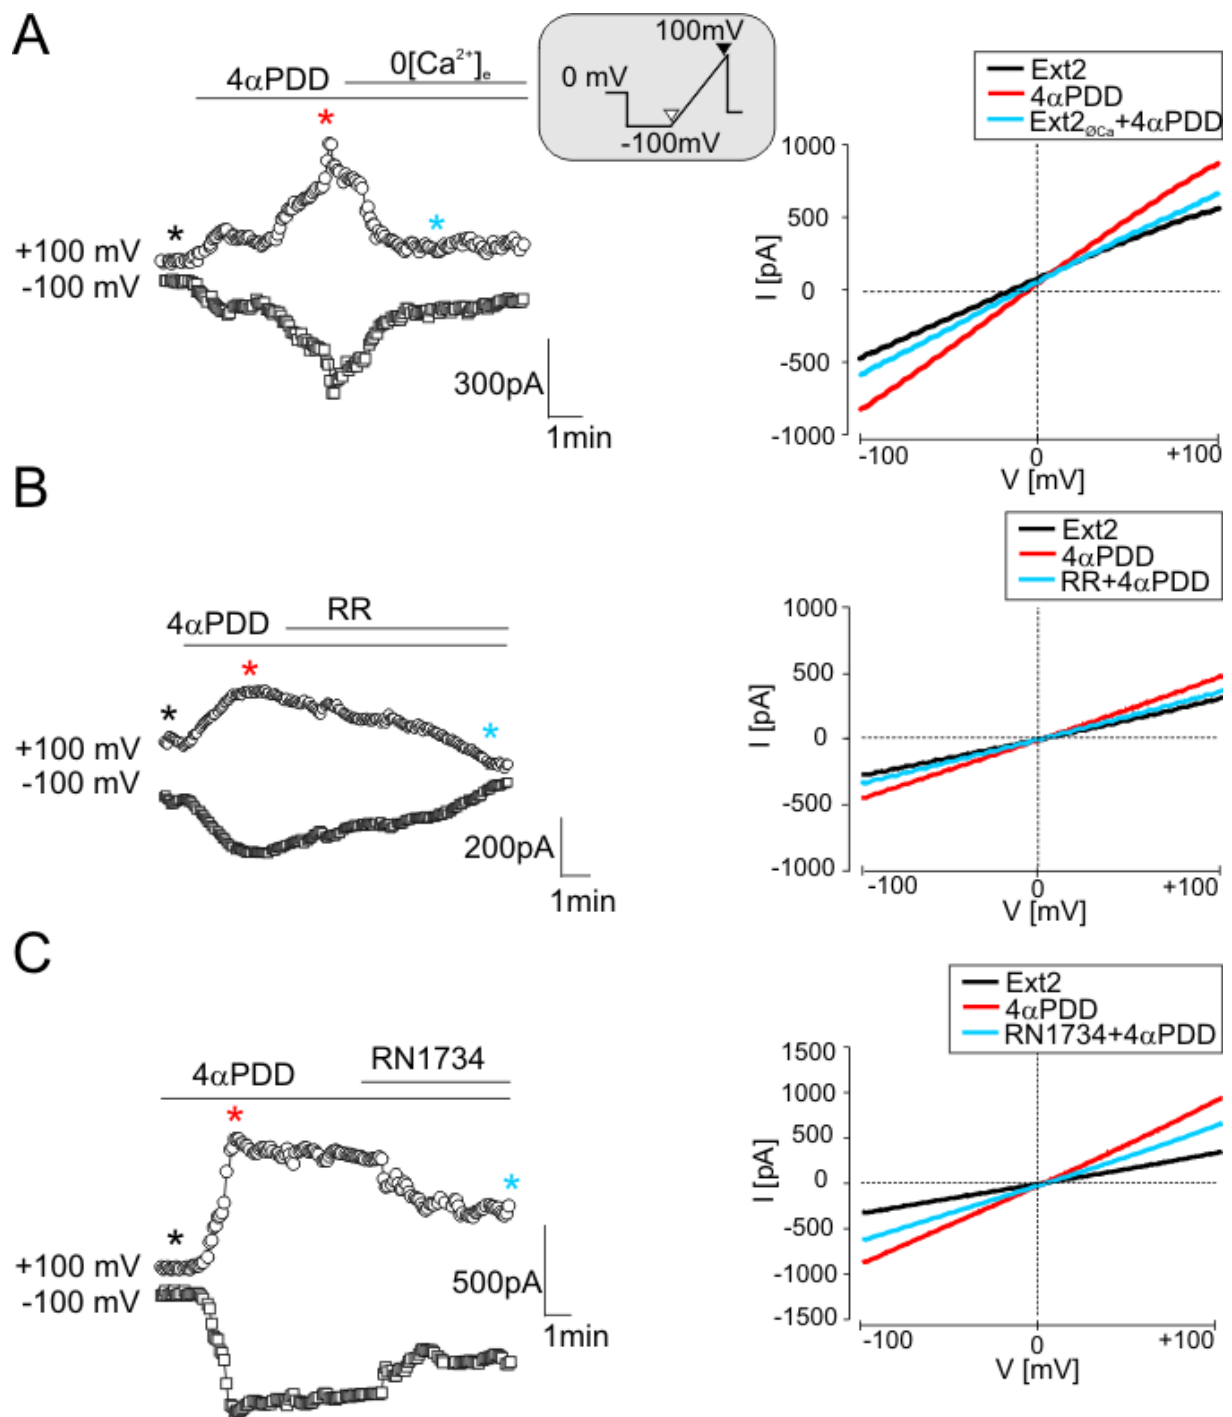 A
4αPDD
0[Ca²⁺]ₑ
*
*
*
+100 mV
-100 mV
300pA
1min
0 mV
100mV
-100mV
Ext2
4αPDD
Ext2ØCa+4αPDD
1000
500
0
-500
-1000
I [pA]
-100
0
+100
V [mV]
B
4αPDD
RR
*
*
*
+100 mV
-100 mV
200pA
1min
Ext2
4αPDD
RR+4αPDD
1000
500
0
-500
-1000
I [pA]
-100
0
+100
V [mV]
C
4αPDD
RN1734
*
*
*
+100 mV
-100 mV
500pA
1min
Ext2
4αPDD
RN1734+4αPDD
1500
1000
500
0
-500
-1000
-1500
I [pA]
-100
0
+100
V [mV]